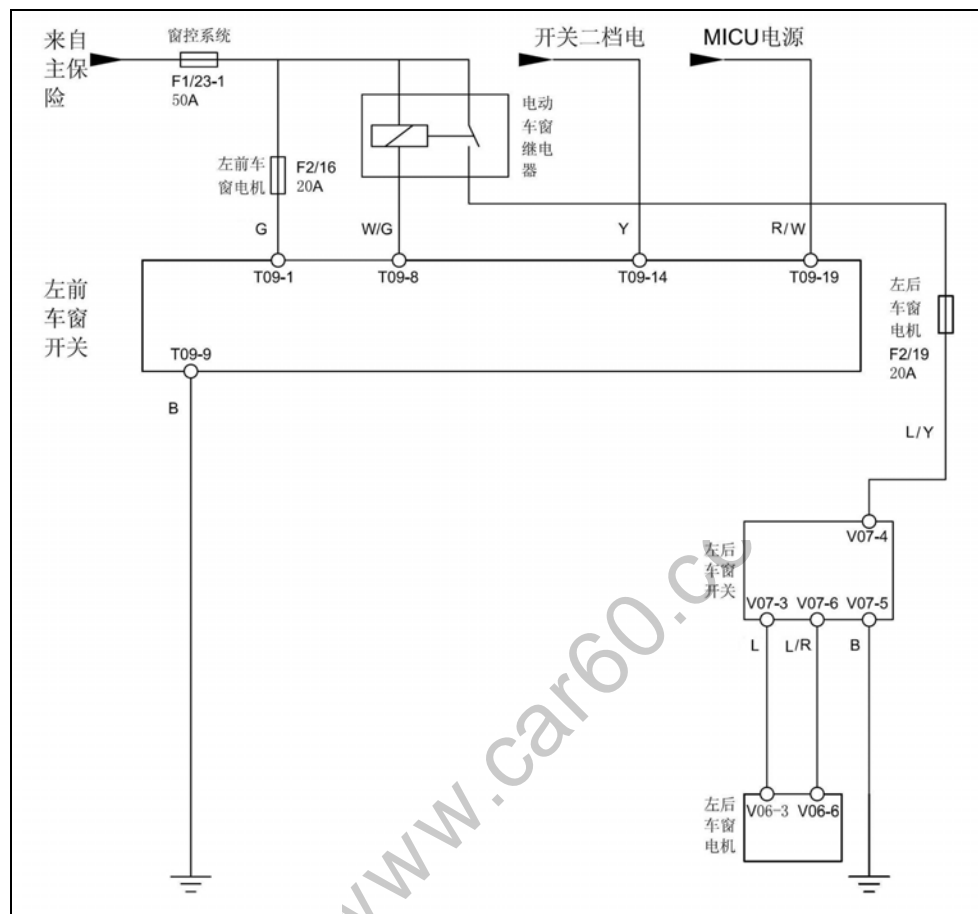 来自
主保
险
窗控系统
F1/23-1
50A
开关二档电
MICU电源
电动
车窗
继电
器
左前车
窗电机
F2/16
20A
G
W/G
Y
R/W
T09-1
T09-8
T09-14
T09-19
左前
车窗
开关
T09-9
B
左后
车窗
电机
F2/19
20A
L/Y
左后
车窗
开关
V07-4
V07-3
V07-6
V07-5
L
L/R
B
左后
车窗
电机
V06-3
V06-6
www.car60.co